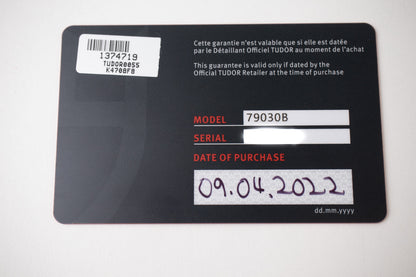 1374719
TUDOR0055
K4708F8
Cette garantie n'est valable que si elle est datée
par le Détaillant Officiel TUDOR au moment de l'achat
This guarantee is valid only if dated by the
Official TUDOR Retailer at the time of purchase
MODEL 79030B
SERIAL
DATE OF PURCHASE
09.04.2022
dd.mm.yyyy